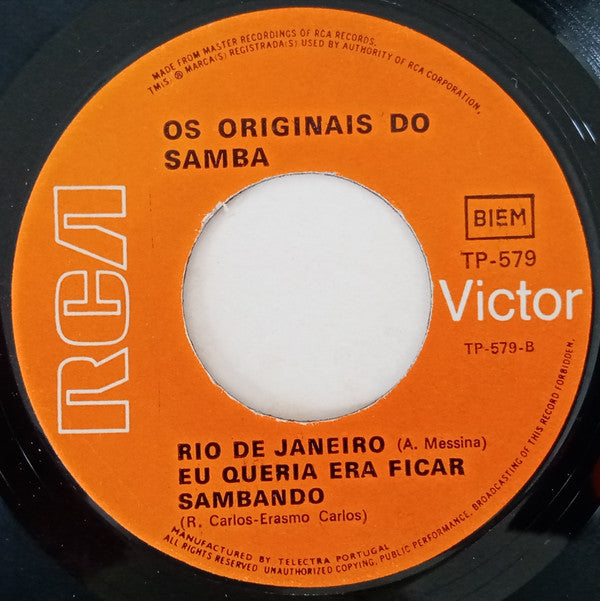 MADE FROM MASTER RECORDINGS OF RCA RECORDS.
TM(S) ® MARCA(S) REGISTRADA(S) USED BY AUTHORITY OF RCA CORPORATION.
OS ORIGINAIS DO
SAMBA
RCA
BIEM
TP-579
Victor
TP-579-B
RIO DE JANEIRO (A. Messina)
EU QUERIA ERA FICAR
SAMBANDO
(R. Carlos-Erasmo Carlos)
MANUFACTURED BY TELECTRA PORTUGAL
ALL RIGHTS RESERVED UNAUTHORIZED COPYING, PUBLIC PERFORMANCE, BROADCASTING OF THIS RECORD FORBIDDEN.